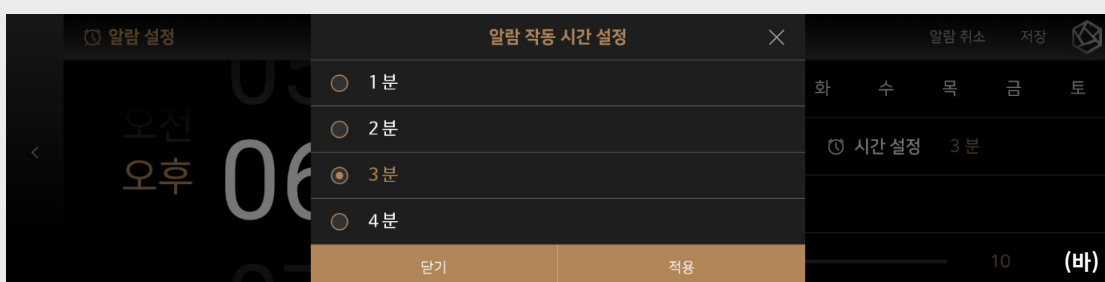 알람 설정
알람 작동 시간 설정
알람 취소 저장
05
1 분
화 수 목 금 토
오전
2 분
시간 설정 3 분
오후 06
3 분
4 분
닫기 적용
10 (바)